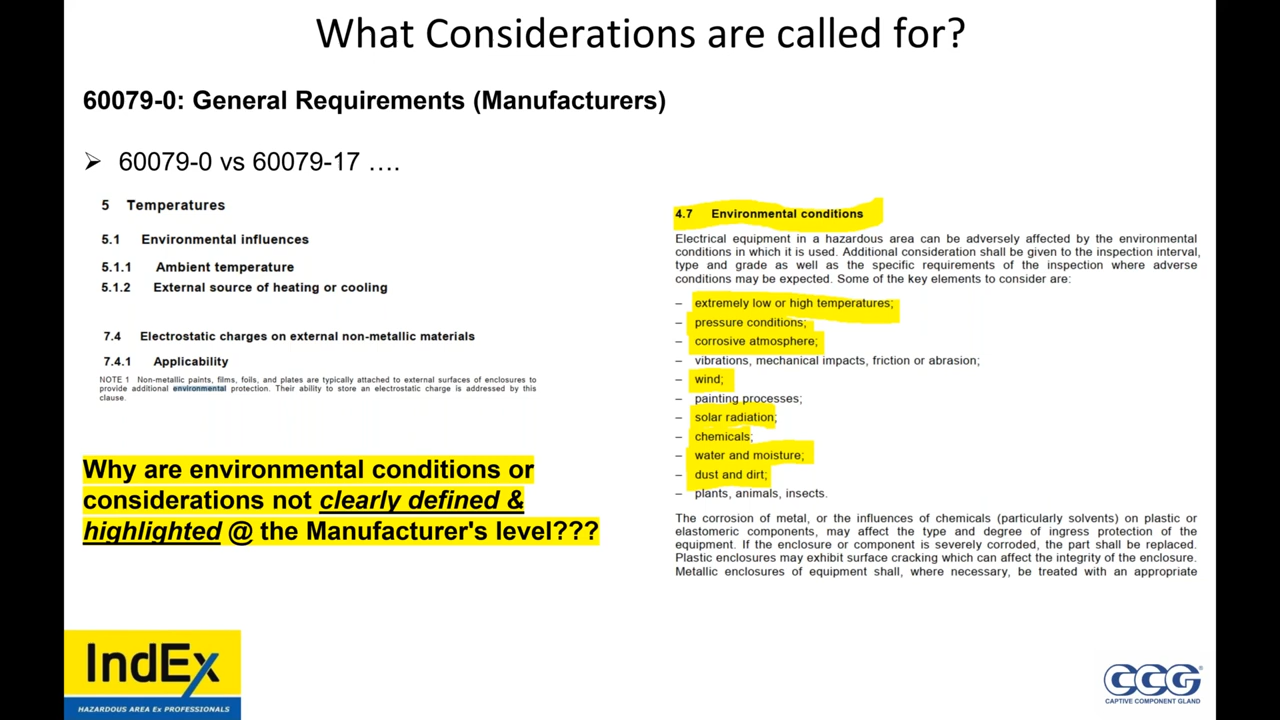 What Considerations are called for?
60079-0: General Requirements (Manufacturers)
➢ 60079-0 vs 60079-17 ….
5 Temperatures
5.1 Environmental influences
5.1.1 Ambient temperature
5.1.2 External source of heating or cooling
7.4 Electrostatic charges on external non-metallic materials
7.4.1 Applicability
NOTE 1 Non-metallic paints, films, foils, and plates are typically attached to external surfaces of enclosures to
provide additional environmental protection. Their ability to store an electrostatic charge is addressed by this
clause.
Why are environmental conditions or
considerations not clearly defined &
highlighted @ the Manufacturer's level???
4.7 Environmental conditions
Electrical equipment in a hazardous area can be adversely affected by the environmental
conditions in which it is used. Additional consideration shall be given to the inspection interval,
type and grade as well as the specific requirements of the inspection where adverse
conditions may be expected. Some of the key elements to consider are:
– extremely low or high temperatures;
– pressure conditions;
– corrosive atmosphere;
– vibrations, mechanical impacts, friction or abrasion;
– wind;
– painting processes;
– solar radiation;
– chemicals;
– water and moisture;
– dust and dirt;
– plants, animals, insects.
The corrosion of metal, or the influences of chemicals (particularly solvents) on plastic or
elastomeric components, may affect the type and degree of ingress protection of the
equipment. If the enclosure or component is severely corroded, the part shall be replaced.
Plastic enclosures may exhibit surface cracking which can affect the integrity of the enclosure.
Metallic enclosures of equipment shall, where necessary, be treated with an appropriate
IndEx
HAZARDOUS AREA Ex PROFESSIONALS
CCG
CAPTIVE COMPONENT GLAND